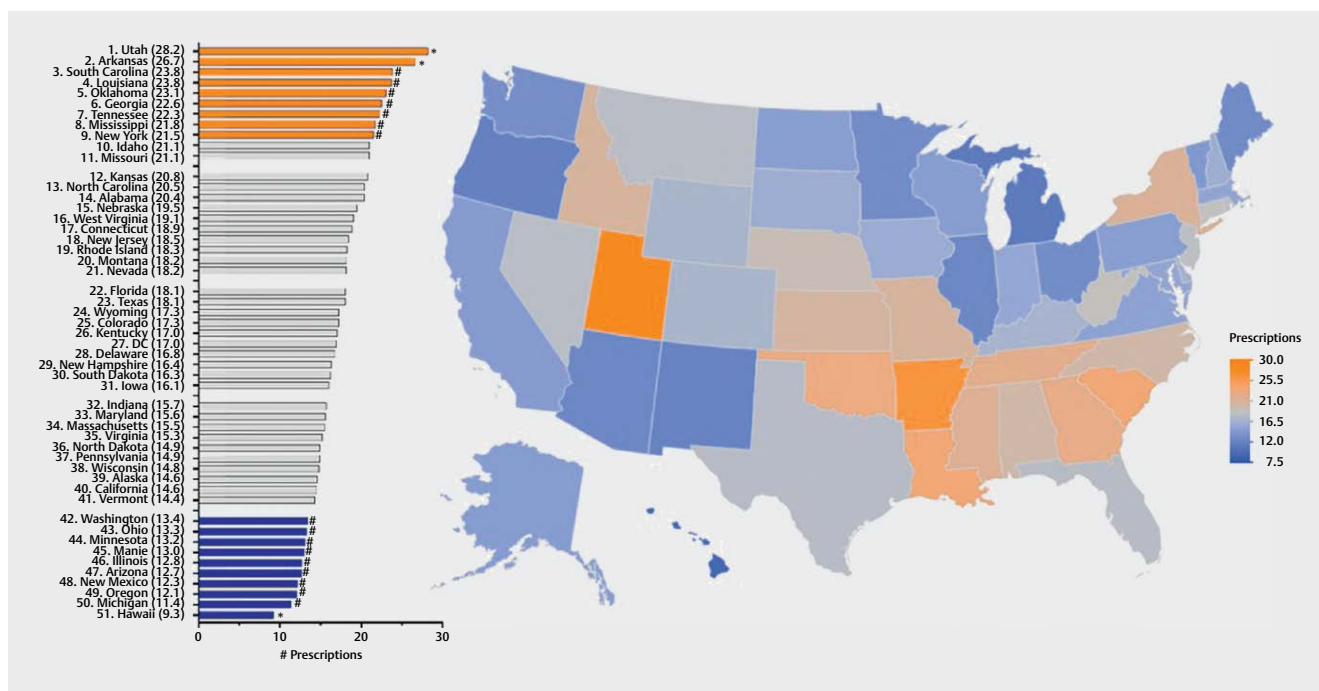 1. Utah (28.2)
*
2. Arkansas (26.7)
*
3. South Carolina (23.8)
#
4. Louisiana (23.8)
#
5. Oklahoma (23.1)
#
6. Georgia (22.6)
#
7. Tennessee (22.3)
#
8. Mississippi (21.8)
#
9. New York (21.5)
#
10. Idaho (21.1)
11. Missouri (21.1)
12. Kansas (20.8)
13. North Carolina (20.5)
14. Alabama (20.4)
15. Nebraska (19.5)
16. West Virginia (19.1)
17. Connecticut (18.9)
18. New Jersey (18.5)
19. Rhode Island (18.3)
20. Montana (18.2)
21. Nevada (18.2)
22. Florida (18.1)
23. Texas (18.1)
24. Wyoming (17.3)
25. Colorado (17.3)
26. Kentucky (17.0)
27. DC (17.0)
28. Delaware (16.8)
29. New Hampshire (16.4)
30. South Dakota (16.3)
31. Iowa (16.1)
32. Indiana (15.7)
33. Maryland (15.6)
34. Massachusetts (15.5)
35. Virginia (15.3)
36. North Dakota (14.9)
37. Pennsylvania (14.9)
38. Wisconsin (14.8)
39. Alaska (14.6)
40. California (14.6)
41. Vermont (14.4)
42. Washington (13.4)
#
43. Ohio (13.3)
#
44. Minnesota (13.2)
#
45. Manie (13.0)
#
46. Illinois (12.8)
#
47. Arizona (12.7)
#
48. New Mexico (12.3)
#
49. Oregon (12.1)
#
50. Michigan (11.4)
#
51. Hawaii (9.3)
*
0
10
20
30
# Prescriptions
Prescriptions
30.0
25.5
21.0
16.5
12.0
7.5